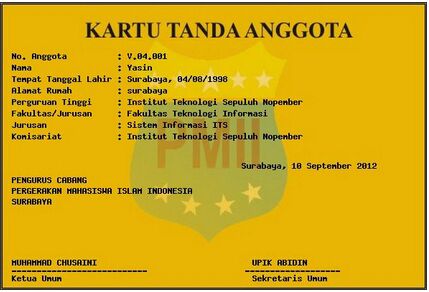 KARTU TANDA ANGGOTA
No. Anggota : V.04.001
Nama : Yasin
Tempat Tanggal Lahir : Surabaya, 04/08/1998
Alamat Rumah : surabaya
Perguruan Tinggi : Institut Teknologi Sepuluh Nopember
Fakultas/Jurusan : Fakultas Teknologi Informasi
Jurusan : Sistem Informasi ITS
Komisariat : Institut Teknologi Sepuluh Nopember
PMII
Surabaya, 10 September 2012
PENGURUS CABANG
PERGERAKAN MAHASISWA ISLAM INDONESIA
SURABAYA
MUHAMMAD CHUSAINI UPIK ABIDIN
--------------------------- -------------------
Ketua Umum Sekretaris Umum